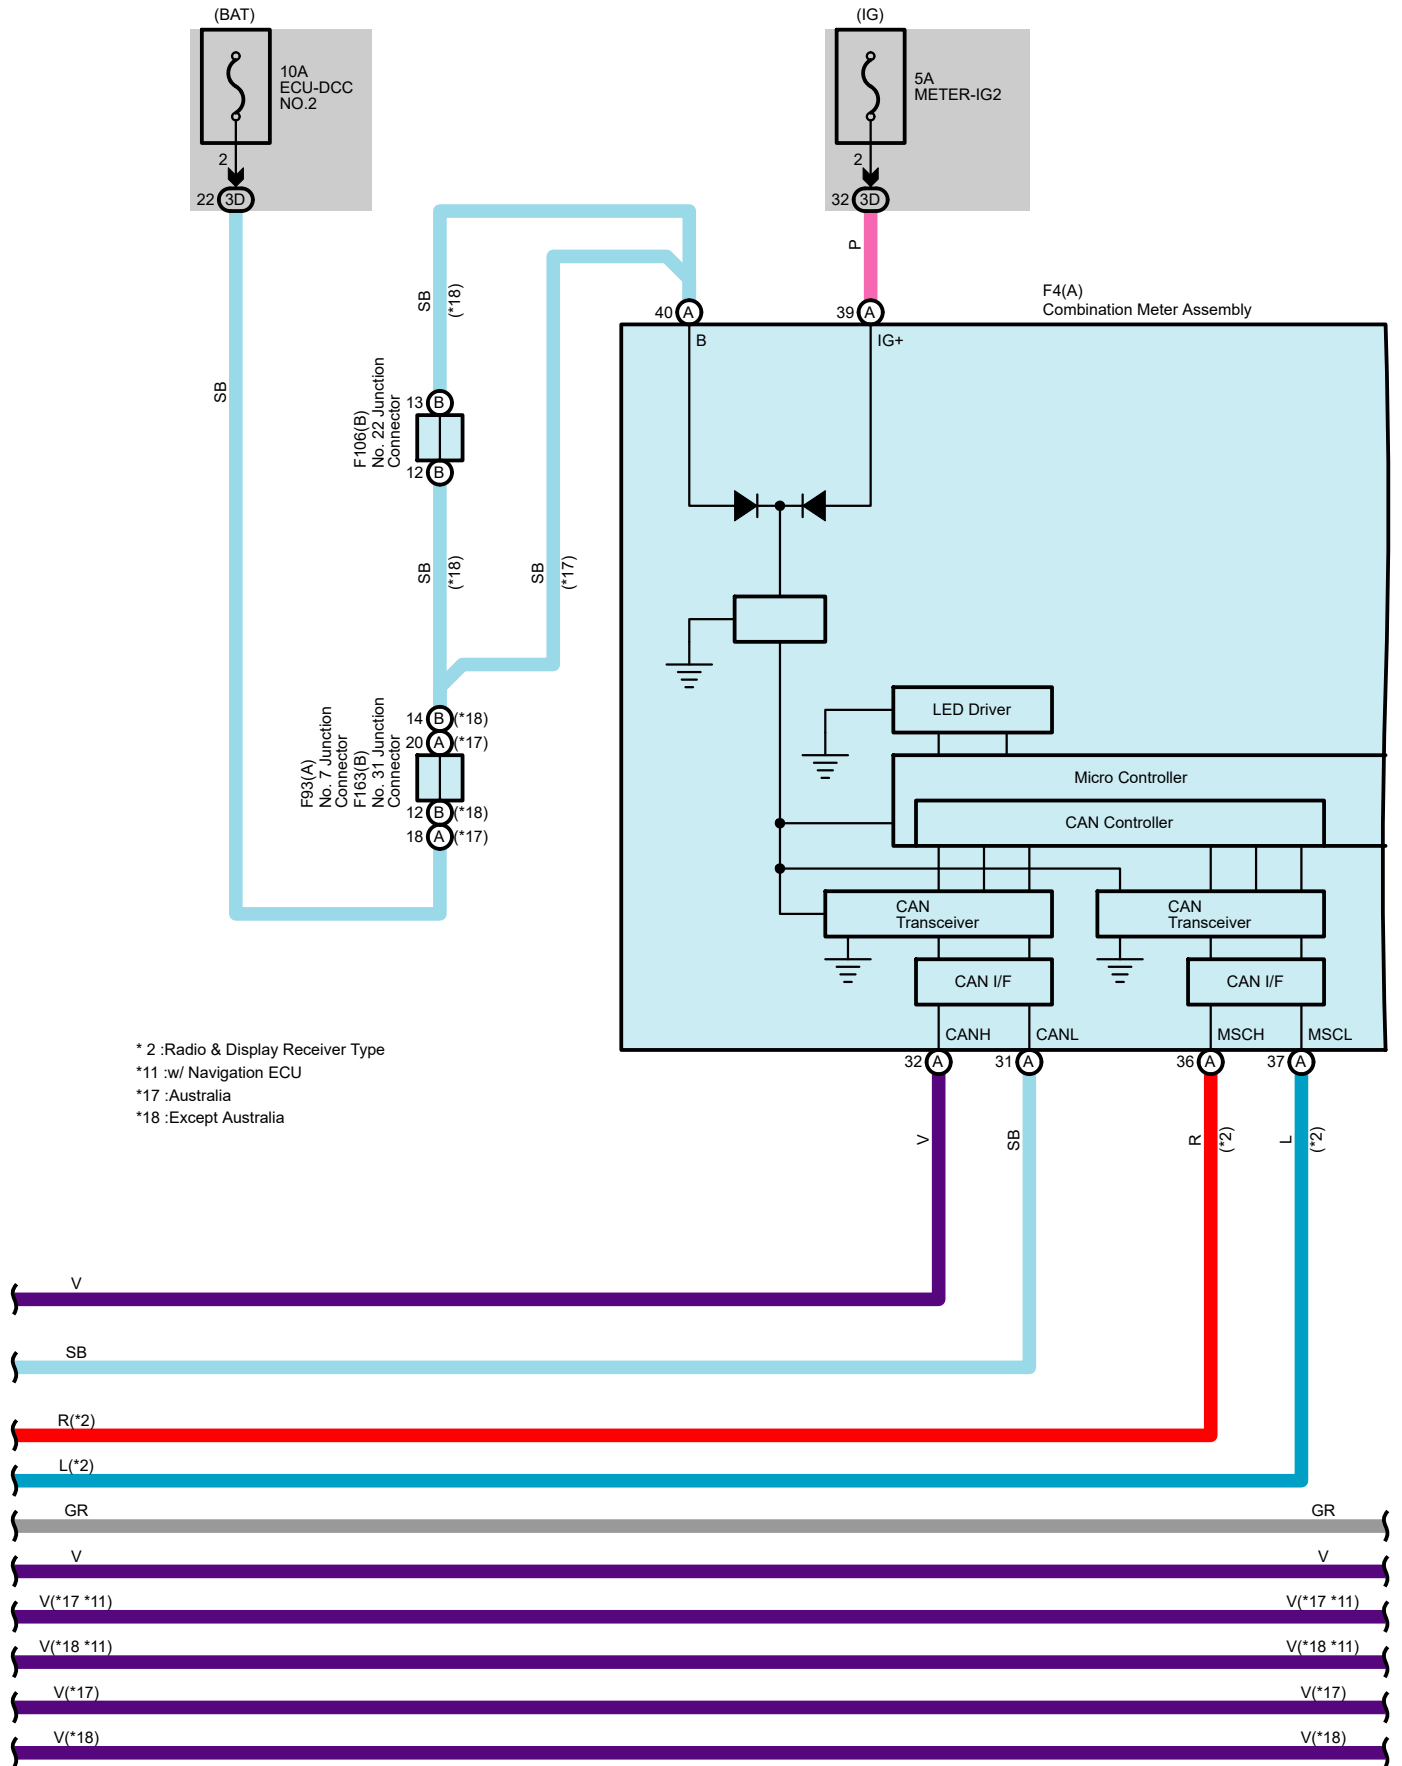 (BAT)
(IG)
10A
ECU-DCC
NO.2
5A
METER-IG2
2
2
22
3D
32
3D
P
F4(A)
Combination Meter Assembly
SB
(*18)
40
A
39
A
B
IG+
SB
F106(B)
No. 22 Junction
Connector
13
B
12
B
SB
(*18)
SB
(*17)
F93(A)
No. 7 Junction
Connector
F163(B)
No. 31 Junction
Connector
14
B
(*18)
20
A
(*17)
12
B
(*18)
18
A
(*17)
LED Driver
Micro Controller
CAN Controller
CAN
Transceiver
CAN
Transceiver
CAN I/F
CAN I/F
CANH
CANL
MSCH
MSCL
32
A
31
A
36
A
37
A
* 2 :Radio & Display Receiver Type
*11 :w/ Navigation ECU
*17 :Australia
*18 :Except Australia
V
SB
R
(*2)
L
(*2)
V
SB
R(*2)
L(*2)
GR
GR
V
V
V(*17 *11)
V(*17 *11)
V(*18 *11)
V(*18 *11)
V(*17)
V(*17)
V(*18)
V(*18)